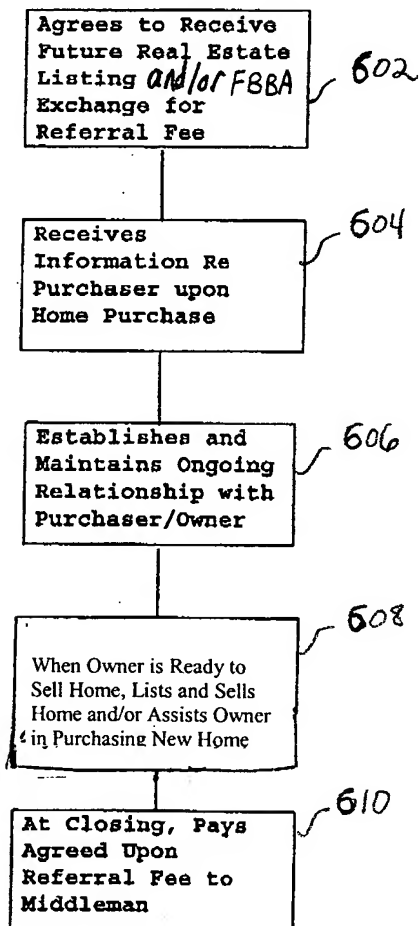 Agrees to Receive
Future Real Estate
Listing and/or FBBA
Exchange for
Referral Fee
602
Receives
Information Re
Purchaser upon
Home Purchase
604
Establishes and
Maintains Ongoing
Relationship with
Purchaser/Owner
606
When Owner is Ready to
Sell Home, Lists and Sells
Home and/or Assists Owner
in Purchasing New Home
608
At Closing, Pays
Agreed Upon
Referral Fee to
Middleman
610